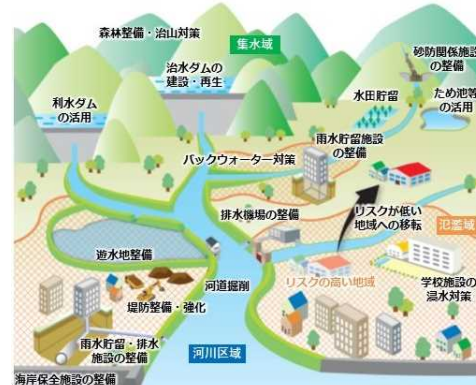 森林整備・治山対策
集水域
砂防関係施設
の整備
治水ダムの
建設・再生
水田貯留
ため池等
の活用
利水ダム
の活用
雨水貯留施設
の整備
バックウォーター対策
排水機場の整備
リスクが低い
地域への移転
氾濫域
遊水地整備
河道掘削
リスクの高い地域
学校施設の
浸水対策
堤防整備・強化
雨水貯留・排水
施設の整備
河川区域
海岸保全施設の整備